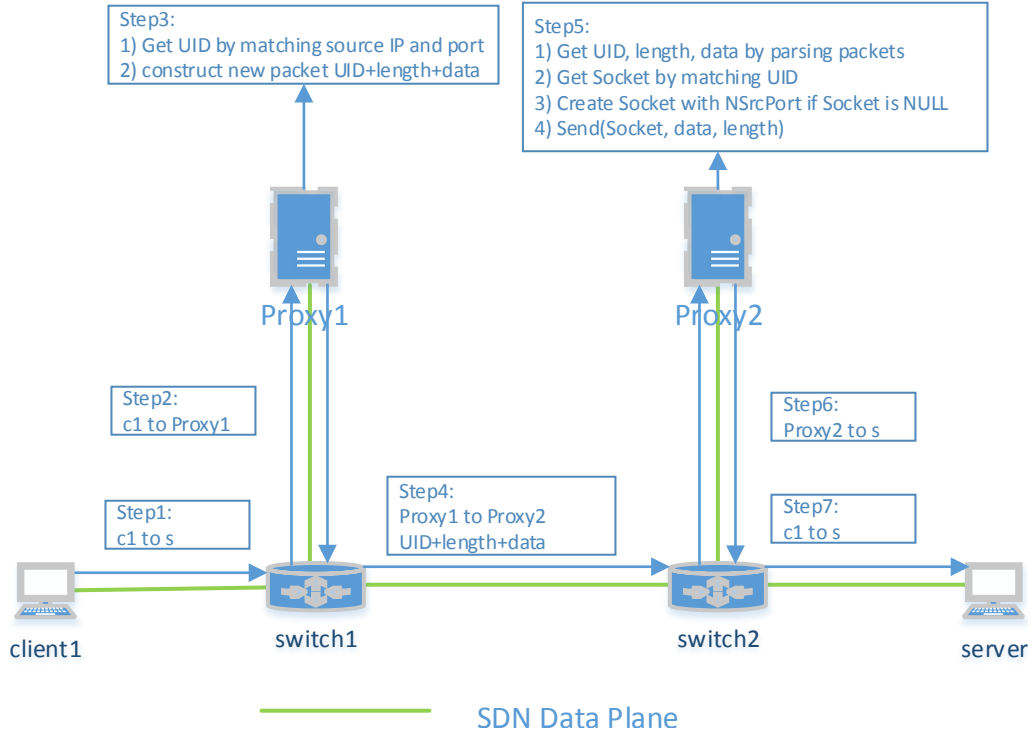 Step3:
1) Get UID by matching source IP and port
2) construct new packet UID+length+data
Step5:
1) Get UID, length, data by parsing packets
2) Get Socket by matching UID
3) Create Socket with NSrcPort if Socket is NULL
4) Send(Socket, data, length)
Proxy1
Proxy2
Step2:
c1 to Proxy1
Step6:
Proxy2 to s
Step1:
c1 to s
Step4:
Proxy1 to Proxy2
UID+length+data
Step7:
c1 to s
client1
switch1
switch2
server
SDN Data Plane